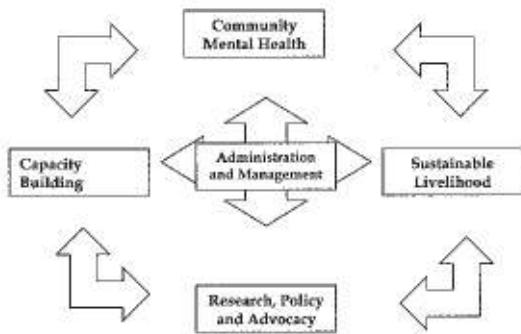 Community
Mental Health
Capacity
Building
Administration
and Management
Sustainable
Livelihood
Research, Policy
and Advocacy